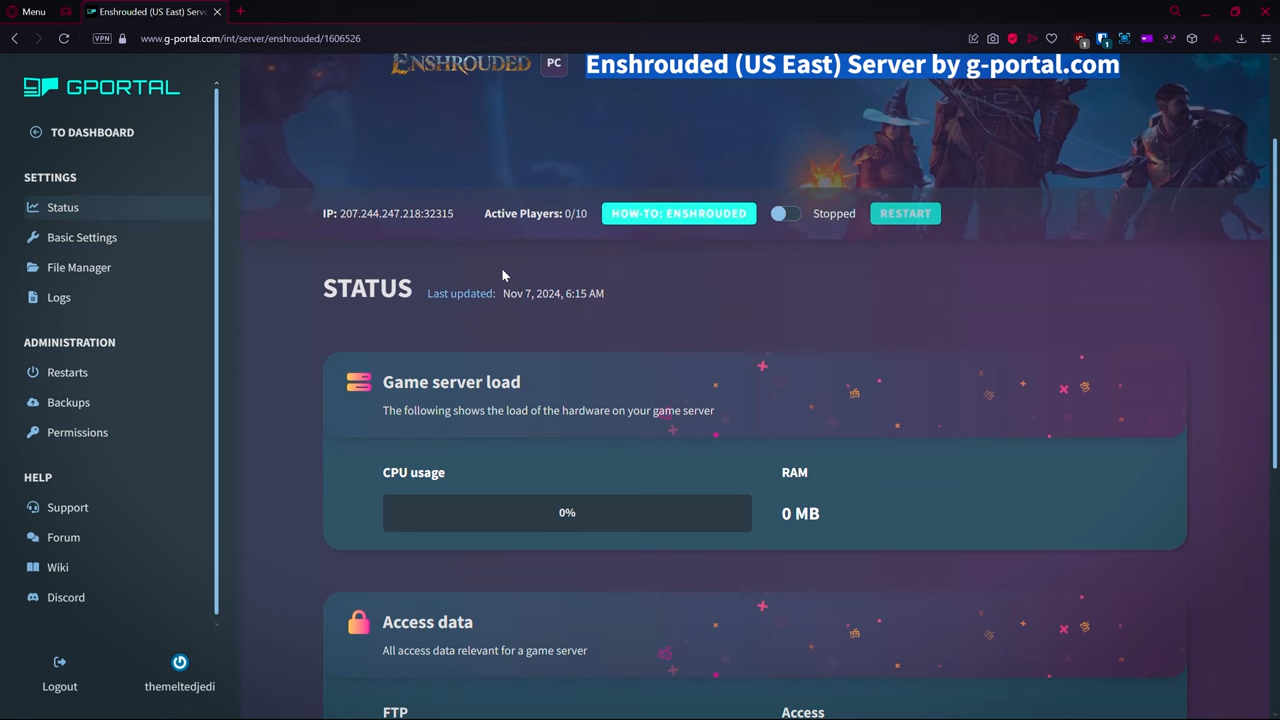 Menu
Enshrouded (US East) Serv
VPN
www.g-portal.com/int/server/enshrouded/1606526
1
1
GPORTAL
TO DASHBOARD
SETTINGS
Status
Basic Settings
File Manager
Logs
ADMINISTRATION
Restarts
Backups
Permissions
HELP
Support
Forum
Wiki
Discord
Logout
themeltedjedi
ENSHROUDED
PC
Enshrouded (US East) Server by g-portal.com
IP: 207.244.247.218:32315
Active Players: 0/10
HOW-TO: ENSHROUDED
Stopped
RESTART
STATUS
Last updated: Nov 7, 2024, 6:15 AM
Game server load
The following shows the load of the hardware on your game server
CPU usage
0%
RAM
0 MB
Access data
All access data relevant for a game server
FTP
Access